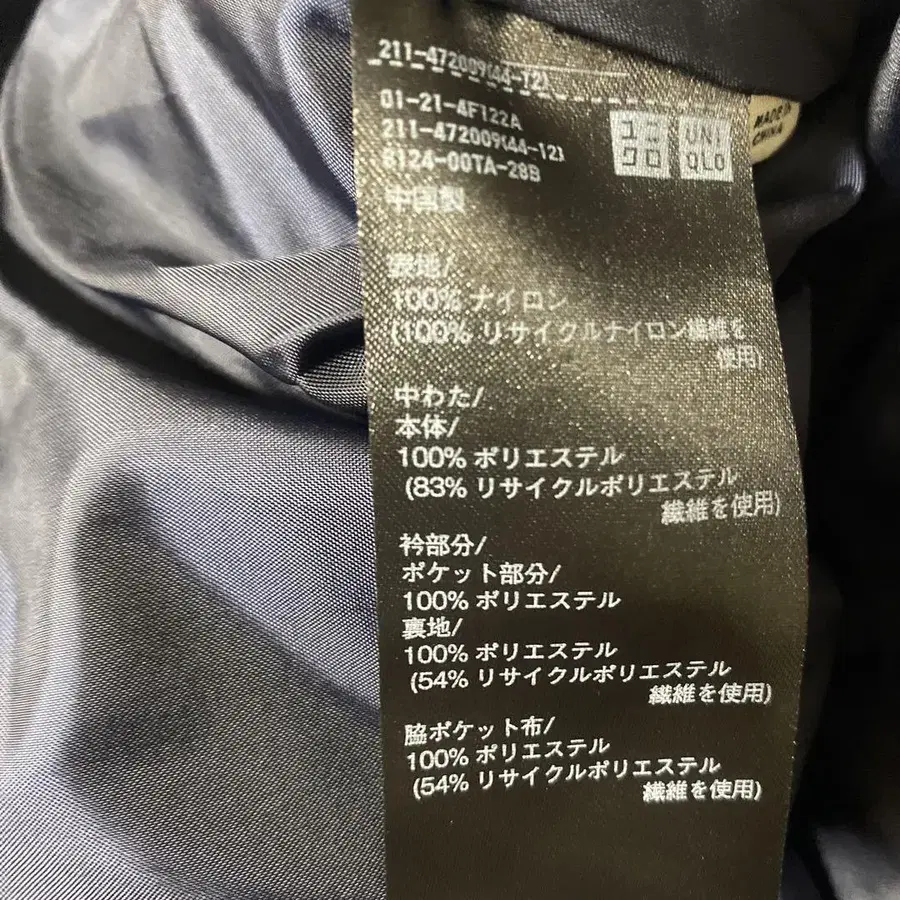 211-472009(44-12)
01-21-4F122A
211-472009(44-12)
8124-00TA-28B
中国製
ユニ
クロ
UNI
QLO
MADE IN
CHINA
表地/
100% ナイロン
(100% リサイクルナイロン繊維を
使用)
中わた/
本体/
100% ポリエステル
(83% リサイクルポリエステル
繊維を使用)
衿部分/
ポケット部分/
100% ポリエステル
裏地/
100% ポリエステル
(54% リサイクルポリエステル
繊維を使用)
脇ポケット布/
100% ポリエステル
(54% リサイクルポリエステル
繊維を使用)